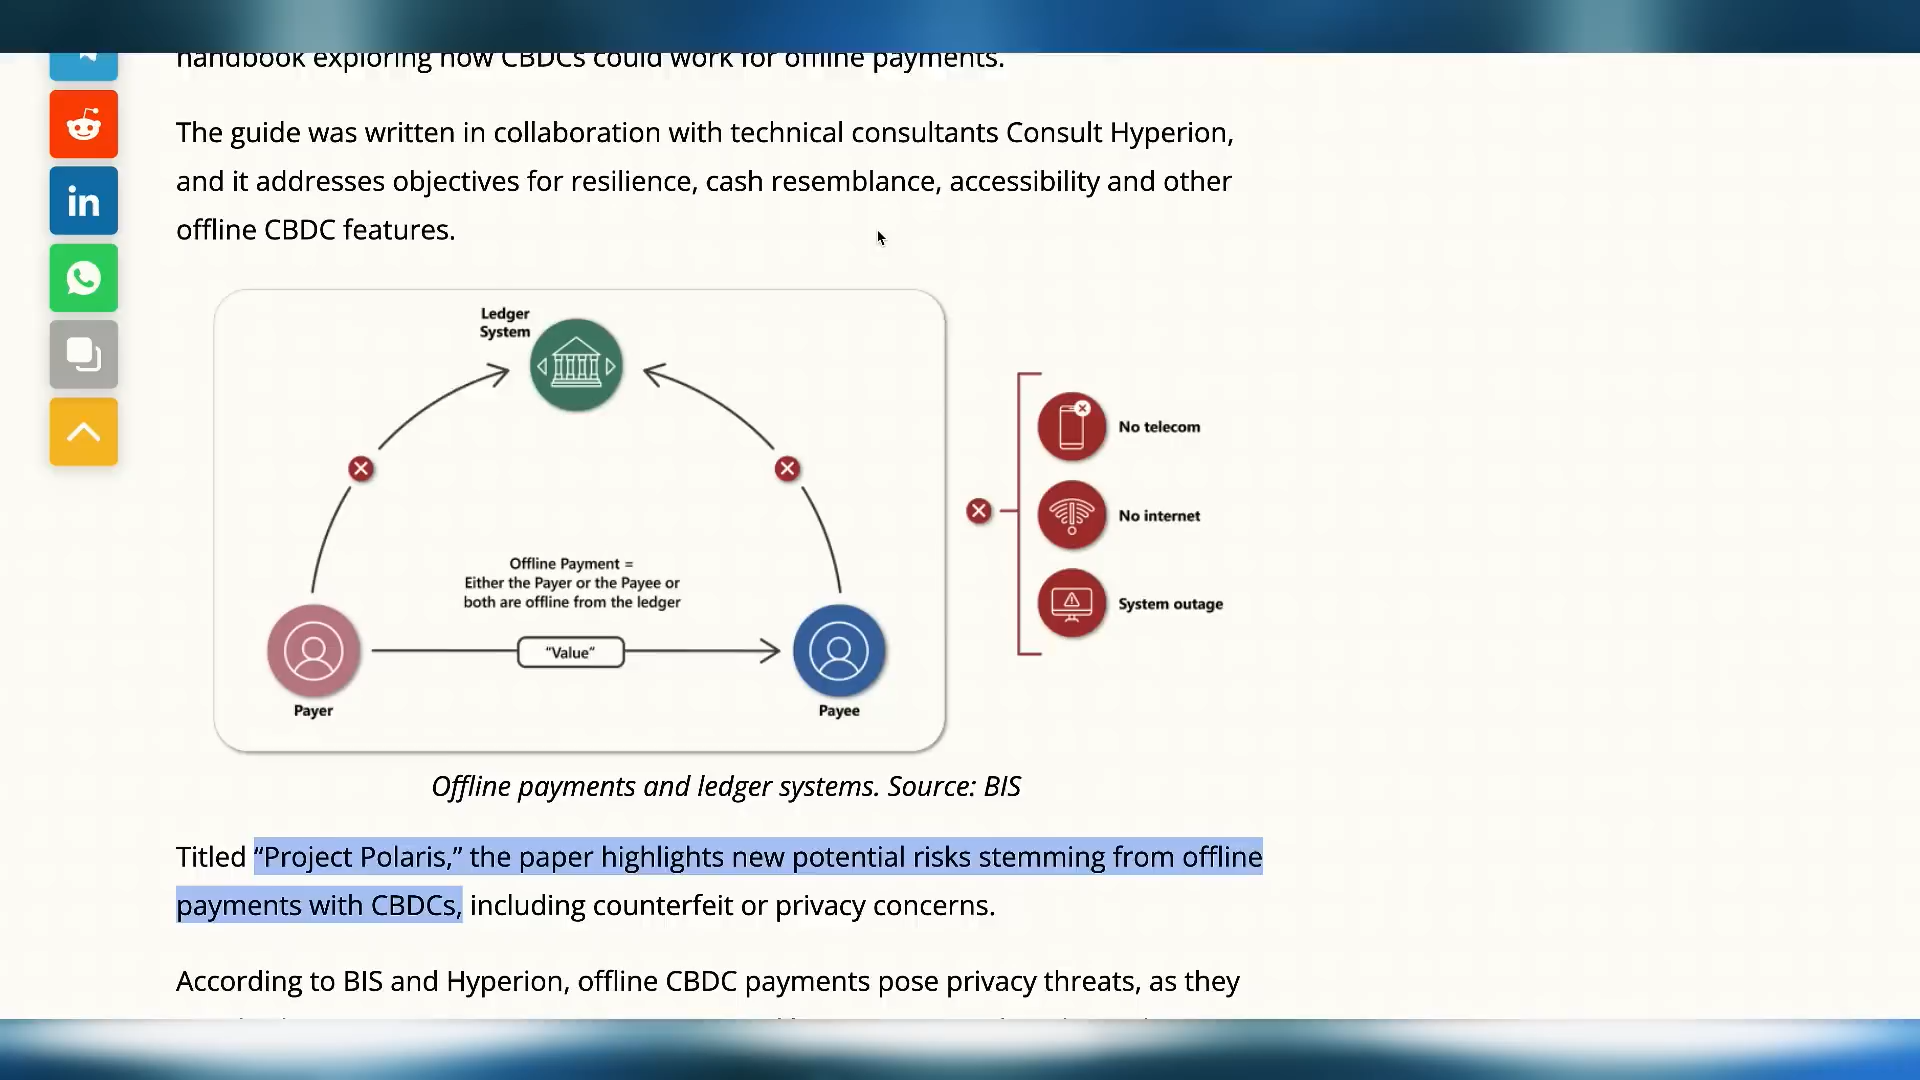 handbook exploring how CBDCs could work for offline payments.
The guide was written in collaboration with technical consultants Consult Hyperion,
and it addresses objectives for resilience, cash resemblance, accessibility and other
offline CBDC features.
Ledger
System
No telecom
No internet
Offline Payment =
Either the Payer or the Payee or
both are offline from the ledger
System outage
"Value"
Payer
Payee
Offline payments and ledger systems. Source: BIS
Titled “Project Polaris,” the paper highlights new potential risks stemming from offline
payments with CBDCs, including counterfeit or privacy concerns.
According to BIS and Hyperion, offline CBDC payments pose privacy threats, as they
in